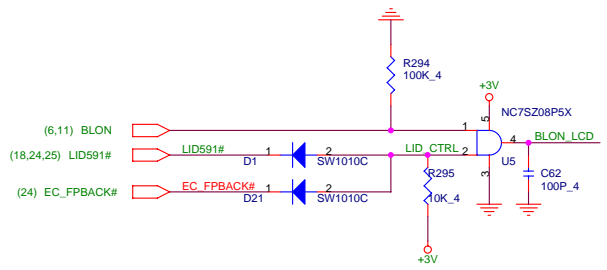 R294
100K_4
+3V
NC7SZ08P5X
(6,11) BLON
1
5
4
BLON_LCD
(18,24,25) LID591#
LID591#
1
2
LID_CTRL
2
D1
SW1010C
U5
3
C62
100P_4
(24) EC_FPBACK#
EC_FPBACK#
1
2
R295
10K_4
D21
SW1010C
+3V